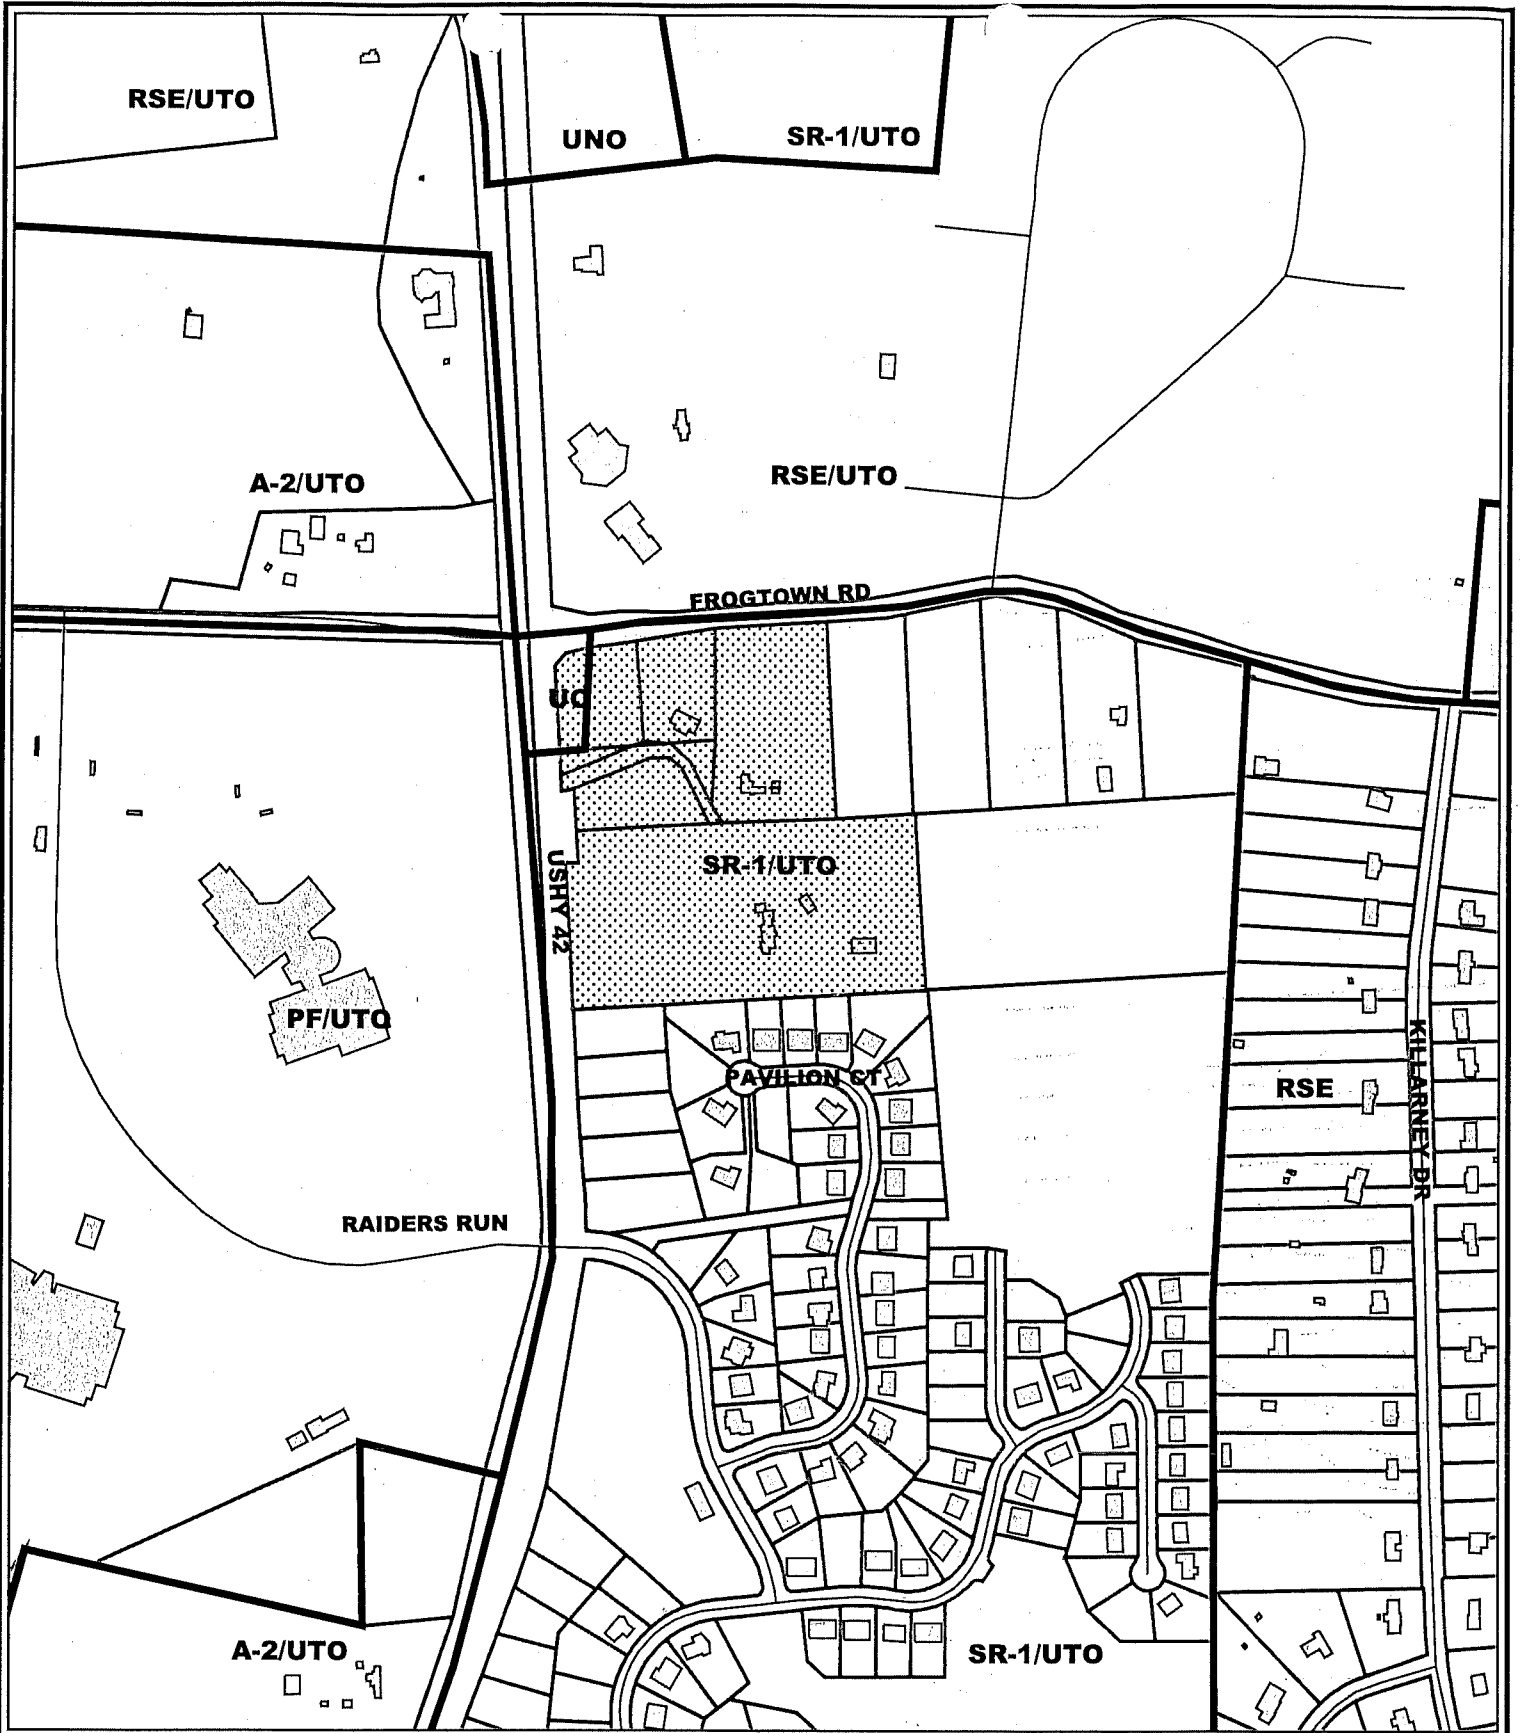 RSE/UTO
UNO
SR-1/UTO
A-2/UTO
RSE/UTO
FROGTOWN RD
UC
SR-1/UTO
USHY 42
PF/UTO
PAVILION CT
RSE
KILLARNEY DR
RAIDERS RUN
A-2/UTO
SR-1/UTO